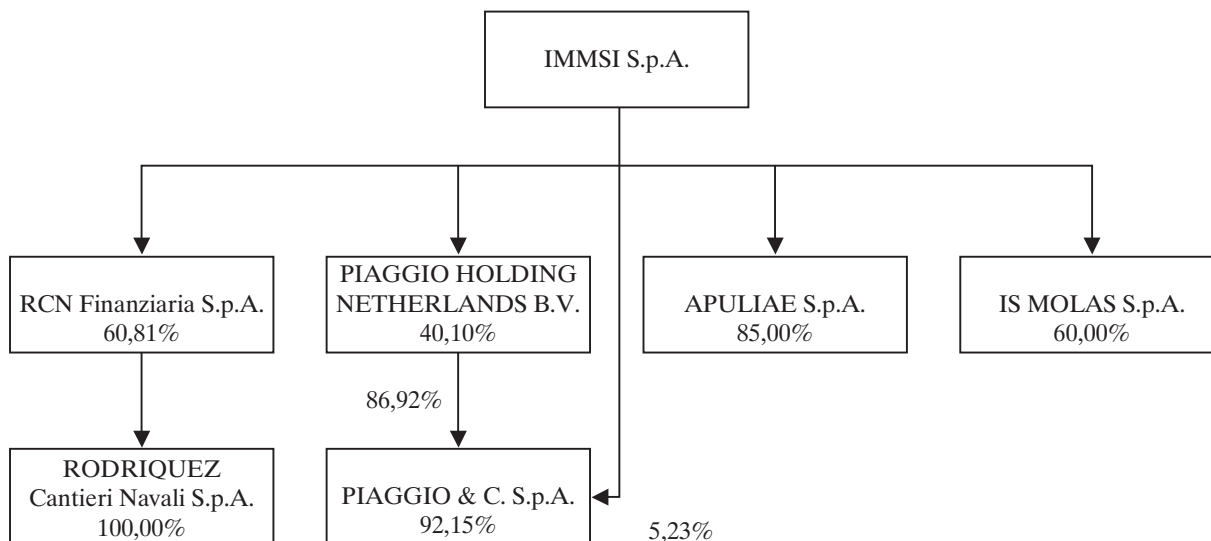 IMMSI S.p.A.
RCN Finanziaria S.p.A.
60,81%
PIAGGIO HOLDING
NETHERLANDS B.V.
40,10%
APULIAE S.p.A.
85,00%
IS MOLAS S.p.A.
60,00%
86,92%
RODRIQUEZ
Cantieri Navali S.p.A.
100,00%
PIAGGIO & C. S.p.A.
92,15%
5,23%